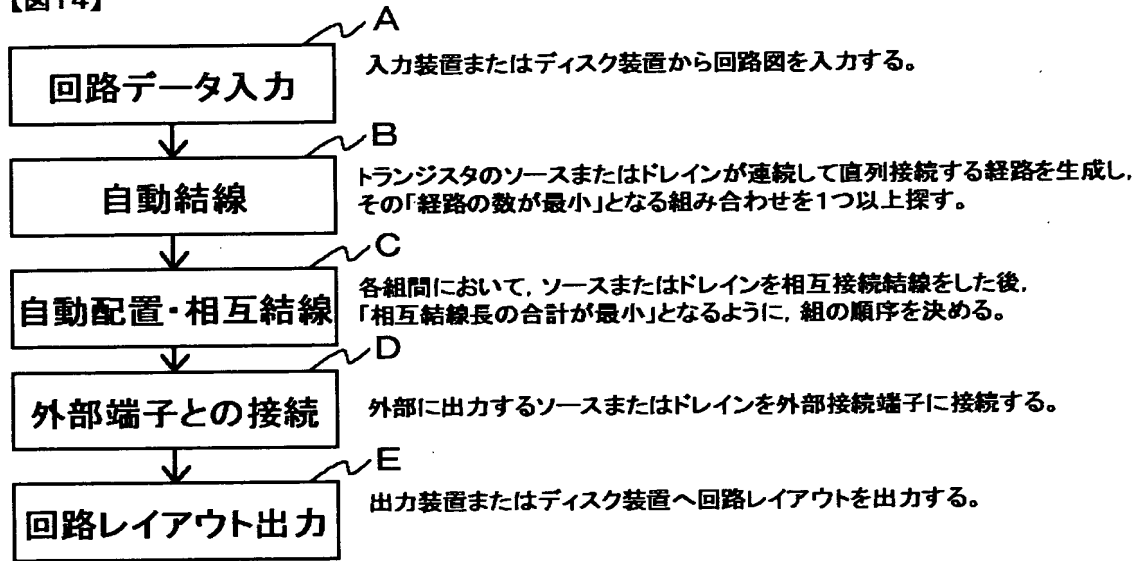 【図14】
A
回路データ入力
入力装置またはディスク装置から回路図を入力する。
B
自動結線
トランジスタのソースまたはドレインが連続して直列接続する経路を生成し，
その「経路の数が最小」となる組み合わせを1つ以上探す。
C
自動配置・相互結線
各組間において，ソースまたはドレインを相互接続結線をした後，
「相互結線長の合計が最小」となるように，組の順序を決める。
D
外部端子との接続
外部に出力するソースまたはドレインを外部接続端子に接続する。
E
回路レイアウト出力
出力装置またはディスク装置へ回路レイアウトを出力する。